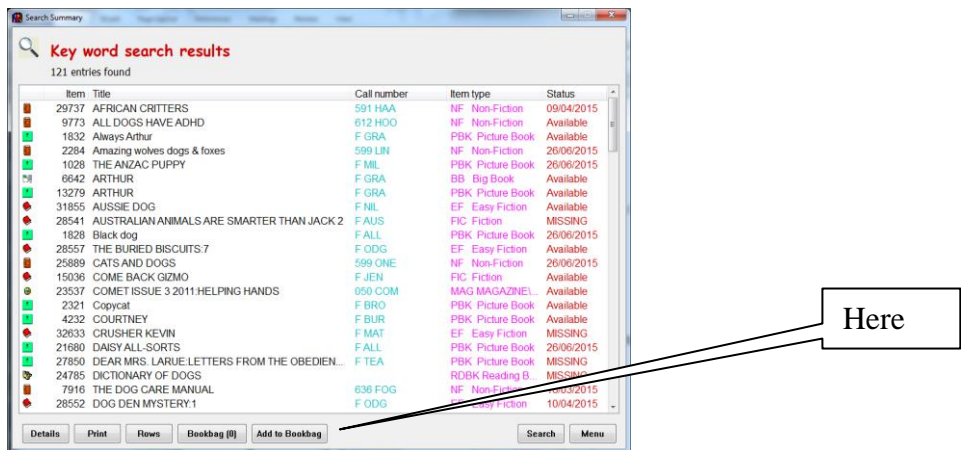 Search Summary
Key word search results
121 entries found
Item Title Call number Item type Status
29737 AFRICAN CRITTERS 591 HAA NF Non-Fiction 09/04/2015
9773 ALL DOGS HAVE ADHD 612 HOO NF Non-Fiction Available
1832 Always Arthur F GRA PBK Picture Book Available
2284 Amazing wolves dogs & foxes 599 LIN NF Non-Fiction 26/06/2015
1028 THE ANZAC PUPPY F MIL PBK Picture Book 26/06/2015
6642 ARTHUR F GRA BB Big Book Available
13279 ARTHUR F GRA PBK Picture Book Available
31855 AUSSIE DOG F NIL EF Easy Fiction Available
28541 AUSTRALIAN ANIMALS ARE SMARTER THAN JACK 2 F AUS FIC Fiction MISSING
1828 Black dog F ALL PBK Picture Book 26/06/2015
28557 THE BURIED BISCUITS:7 F ODG EF Easy Fiction Available
25889 CATS AND DOGS 599 ONE NF Non-Fiction 26/06/2015
15036 COME BACK GIZMO F JEN FIC Fiction Available
23537 COMET ISSUE 3 2011:HELPING HANDS 050 COM MAG MAGAZINE\... Available
2321 Copycat F BRO PBK Picture Book Available
4232 COURTNEY F BUR PBK Picture Book Available
32633 CRUSHER KEVIN F MAT EF Easy Fiction MISSING
21680 DAISY ALL-SORTS F ALL PBK Picture Book 26/06/2015
27850 DEAR MRS. LARUE:LETTERS FROM THE OBEDIEN... F TEA PBK Picture Book MISSING
24785 DICTIONARY OF DOGS RDBK Reading B... MISSING
7916 THE DOG CARE MANUAL 636 FOG NF Non-Fiction
28552 DOG DEN MYSTERY:1 F ODG EF Easy Fiction 10/04/2015
Details Print Rows Bookbag [0] Add to Bookbag Search Menu
Here